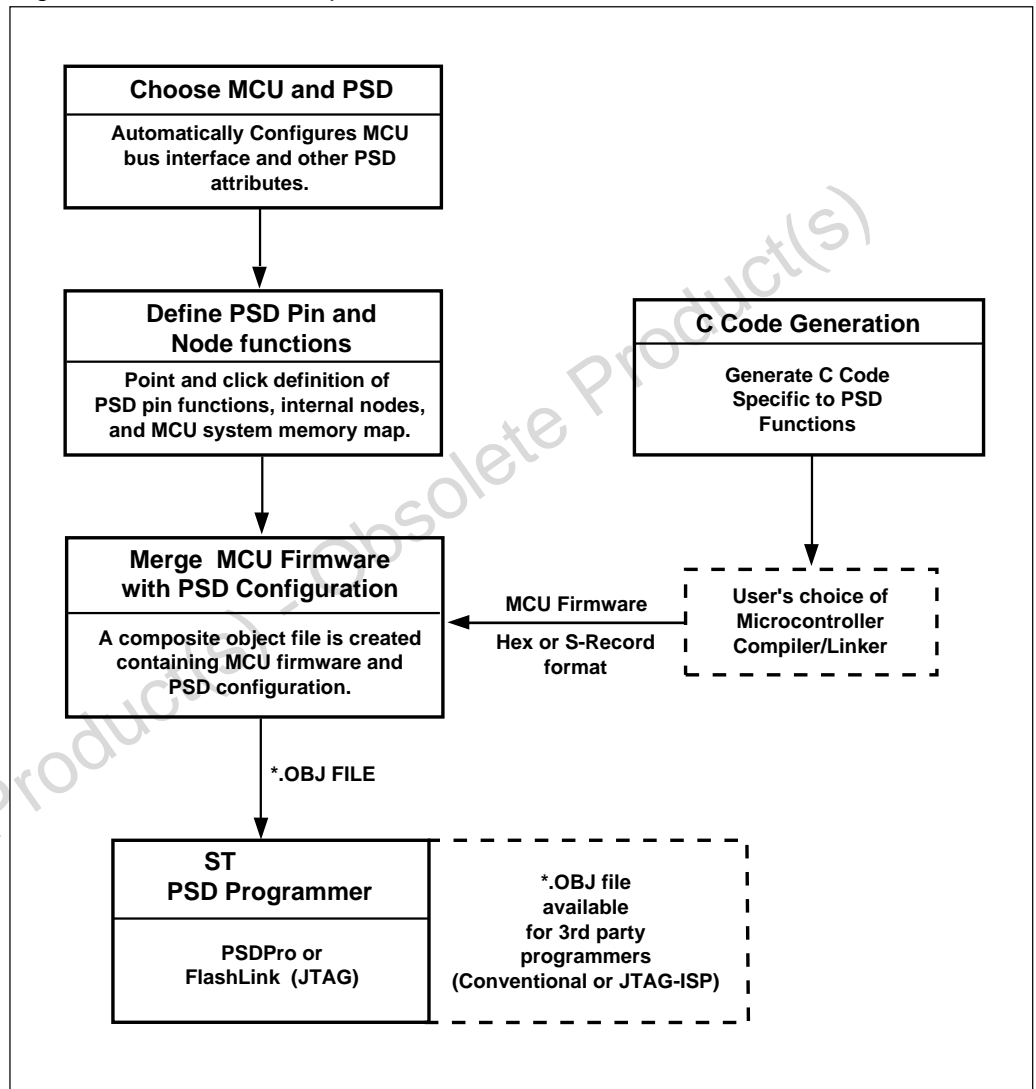 Choose MCU and PSD
Automatically Configures MCU
bus interface and other PSD
attributes.
Define PSD Pin and
Node functions
Point and click definition of
PSD pin functions, internal nodes,
and MCU system memory map.
C Code Generation
Generate C Code
Specific to PSD
Functions
Merge MCU Firmware
with PSD Configuration
A composite object file is created
containing MCU firmware and
PSD configuration.
MCU Firmware
Hex or S-Record
format
User's choice of
Microcontroller
Compiler/Linker
*.OBJ FILE
ST
PSD Programmer
PSDPro or
FlashLink (JTAG)
*.OBJ file
available
for 3rd party
programmers
(Conventional or JTAG-ISP)
Product(s) - Obsolete Product(s)